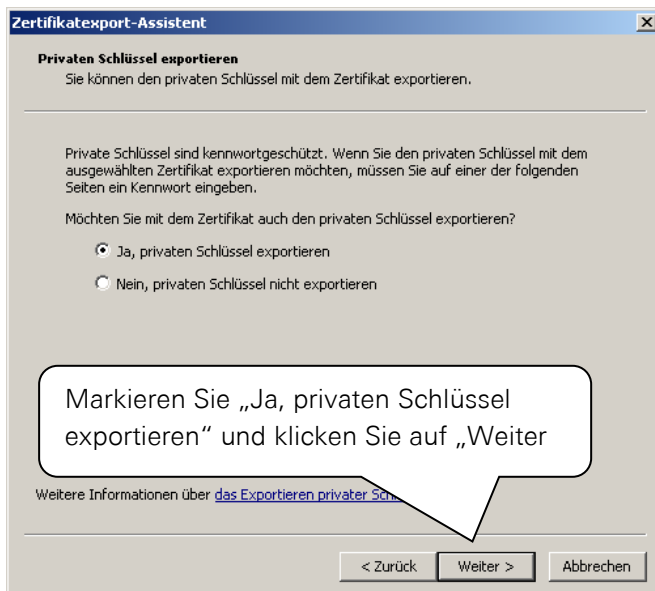 Zertifikatexport-Assistent
Privaten Schlüssel exportieren
Sie können den privaten Schlüssel mit dem Zertifikat exportieren.
Private Schlüssel sind kennwortgeschützt. Wenn Sie den privaten Schlüssel mit dem
ausgewählten Zertifikat exportieren möchten, müssen Sie auf einer der folgenden
Seiten ein Kennwort eingeben.
Möchten Sie mit dem Zertifikat auch den privaten Schlüssel exportieren?
Ja, privaten Schlüssel exportieren
Nein, privaten Schlüssel nicht exportieren
Markieren Sie „Ja, privaten Schlüssel
exportieren“ und klicken Sie auf „Weiter
Weitere Informationen über das Exportieren privater
< Zurück Weiter > Abbrechen